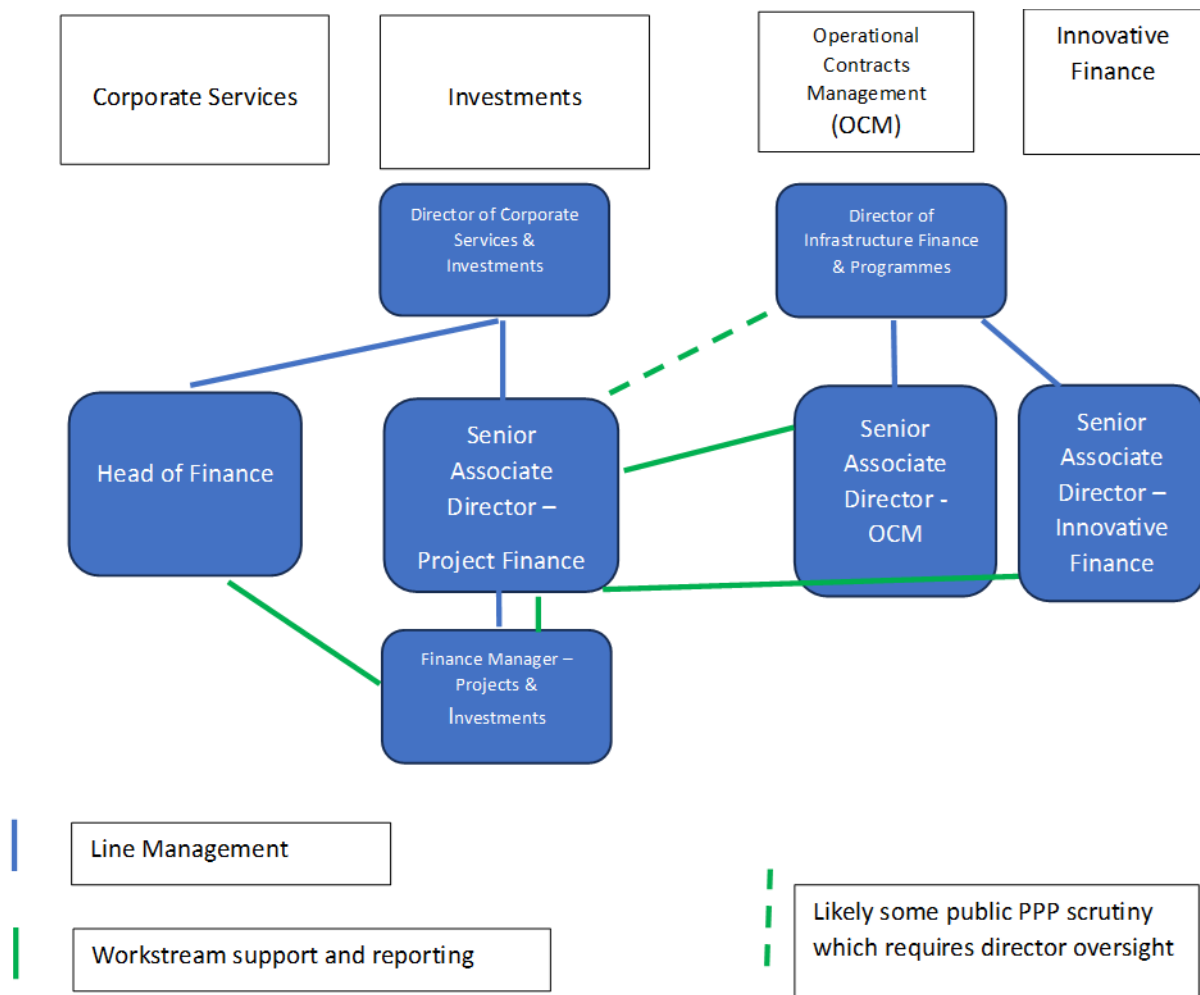 Corporate Services
Investments
Operational
Contracts
Management
(OCM)
Innovative
Finance
Director of Corporate
Services &
Investments
Director of
Infrastructure Finance
& Programmes
Head of Finance
Senior
Associate
Director –
Project Finance
Senior
Associate
Director -
OCM
Senior
Associate
Director –
Innovative
Finance
Finance Manager –
Projects &
Investments
Line Management
Workstream support and reporting
Likely some public PPP scrutiny
which requires director oversight